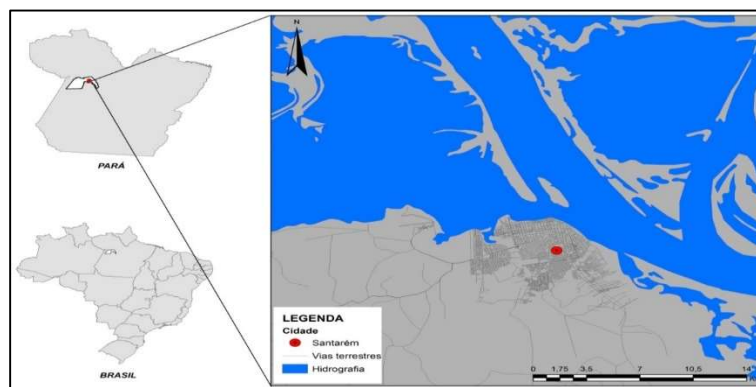 PARÁ
BRASIL
N
LEGENDA
Cidade
Santarém
Vias terrestres
Hidrografia
0 1,75 3,5 7 10,5